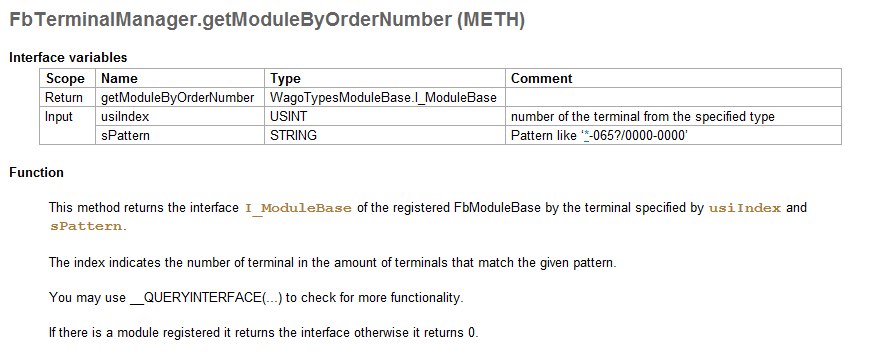 FbTerminalManager.getModuleByOrderNumber (METH)
Interface variables
Scope Name Type Comment
Return getModuleByOrderNumber WagoTypesModuleBase.I_ModuleBase
Input usiIndex USINT number of the terminal from the specified type
sPattern STRING Pattern like ‘*-065?/0000-0000’
Function
This method returns the interface I_ModuleBase of the registered FbModuleBase by the terminal specified by usiIndex and
sPattern.
The index indicates the number of terminal in the amount of terminals that match the given pattern.
You may use __QUERYINTERFACE(...) to check for more functionality.
If there is a module registered it returns the interface otherwise it returns 0.